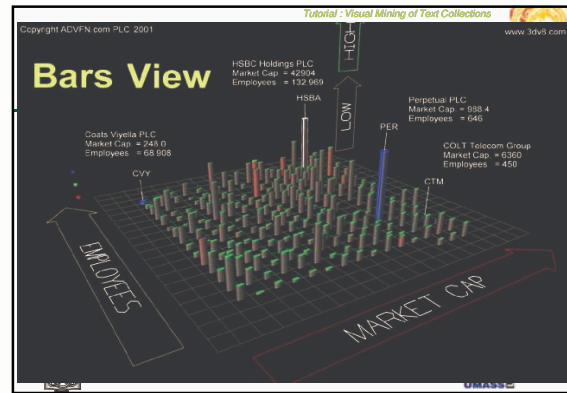 Tutorial : Visual Mining of Text Collections
Copyright ADVFN.com PLC 2001
www.3dv8.com
Bars View
HSBC Holdings PLC
Market Cap = 42904
Employees = 132,969
HSBA
HIGH
LOW
Perpetual PLC
Market Cap. = 988.4
Employees = 646
PER
Coats Viyella PLC
Market Cap. = 248.0
Employees = 68,908
CVY
COLT Telecom Group
Market Cap. = 6360
Employees = 450
CTM
EMPLOYEES
MARKET CAP
UMASS